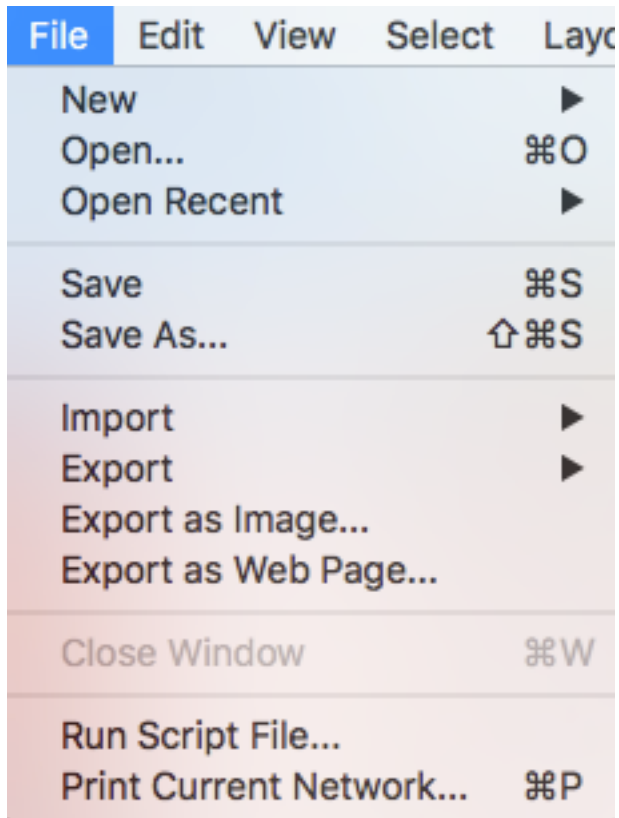 File Edit View Select Layo
New ▶
Open... ⌘O
Open Recent ▶
Save ⌘S
Save As... ⇧⌘S
Import ▶
Export ▶
Export as Image...
Export as Web Page...
Close Window ⌘W
Run Script File...
Print Current Network... ⌘P